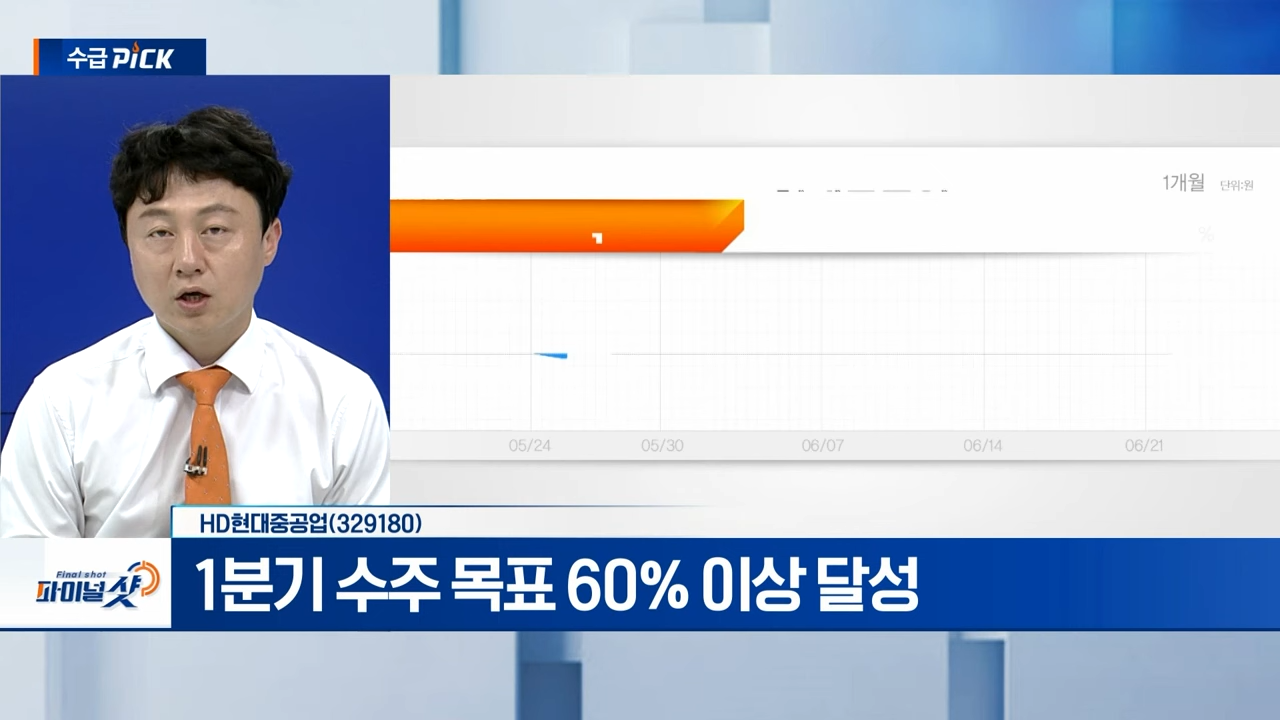 수급 PiCK
1개월 단위:원
%
05/24 05/30 06/07 06/14 06/21
HD현대중공업(329180)
Final shot
파이널샷
1분기 수주 목표 60% 이상 달성